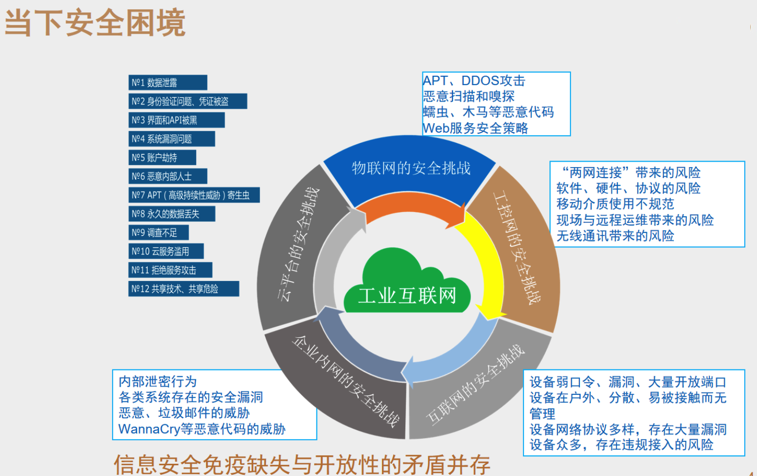 当下安全困境
№1 数据泄露
№2 身份验证问题、凭证被盗
№3 界面和API被黑
№4 系统漏洞问题
№5 账户劫持
№6 恶意内部人士
№7 APT（高级持续性威胁）寄生虫
№8 永久的数据丢失
№9 调查不足
№10 云服务滥用
№11 拒绝服务攻击
№12 共享技术、共享危险
APT、DDOS攻击
恶意扫描和嗅探
蠕虫、木马等恶意代码
Web服务安全策略
物联网的安全挑战
“两网连接”带来的风险
软件、硬件、协议的风险
移动介质使用不规范
现场与远程运维带来的风险
无线通讯带来的风险
工控网的安全挑战
云平台的安全挑战
工业互联网
企业内网的安全挑战
互联网的安全挑战
内部泄密行为
各类系统存在的安全漏洞
恶意、垃圾邮件的威胁
WannaCry等恶意代码的威胁
设备弱口令、漏洞、大量开放端口
设备在户外、分散、易被接触而无
管理
设备网络协议多样，存在大量漏洞
设备众多，存在违规接入的风险
信息安全免疫缺失与开放性的矛盾并存